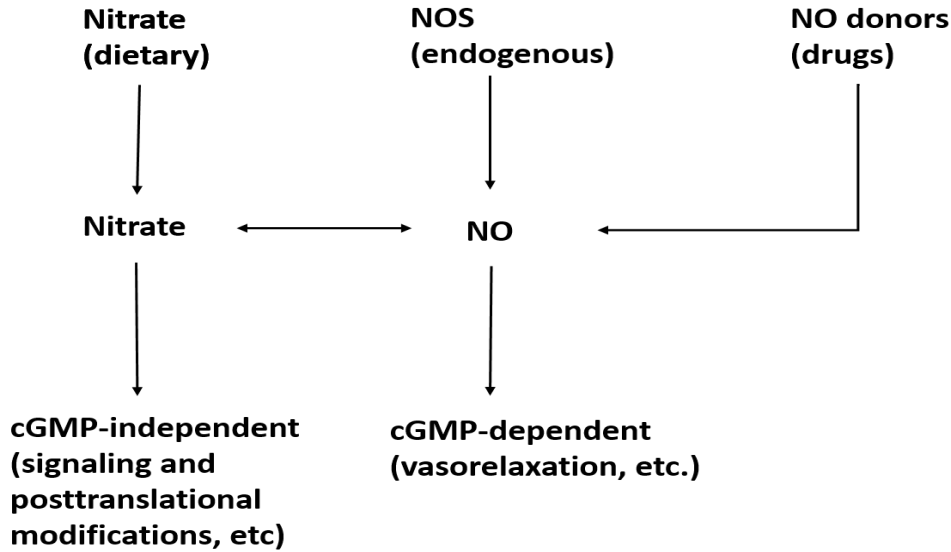 Nitrate
(dietary)
NOS
(endogenous)
NO donors
(drugs)
Nitrate
NO
cGMP-independent
(signaling and
posttranslational
modifications, etc)
cGMP-dependent
(vasorelaxation, etc.)